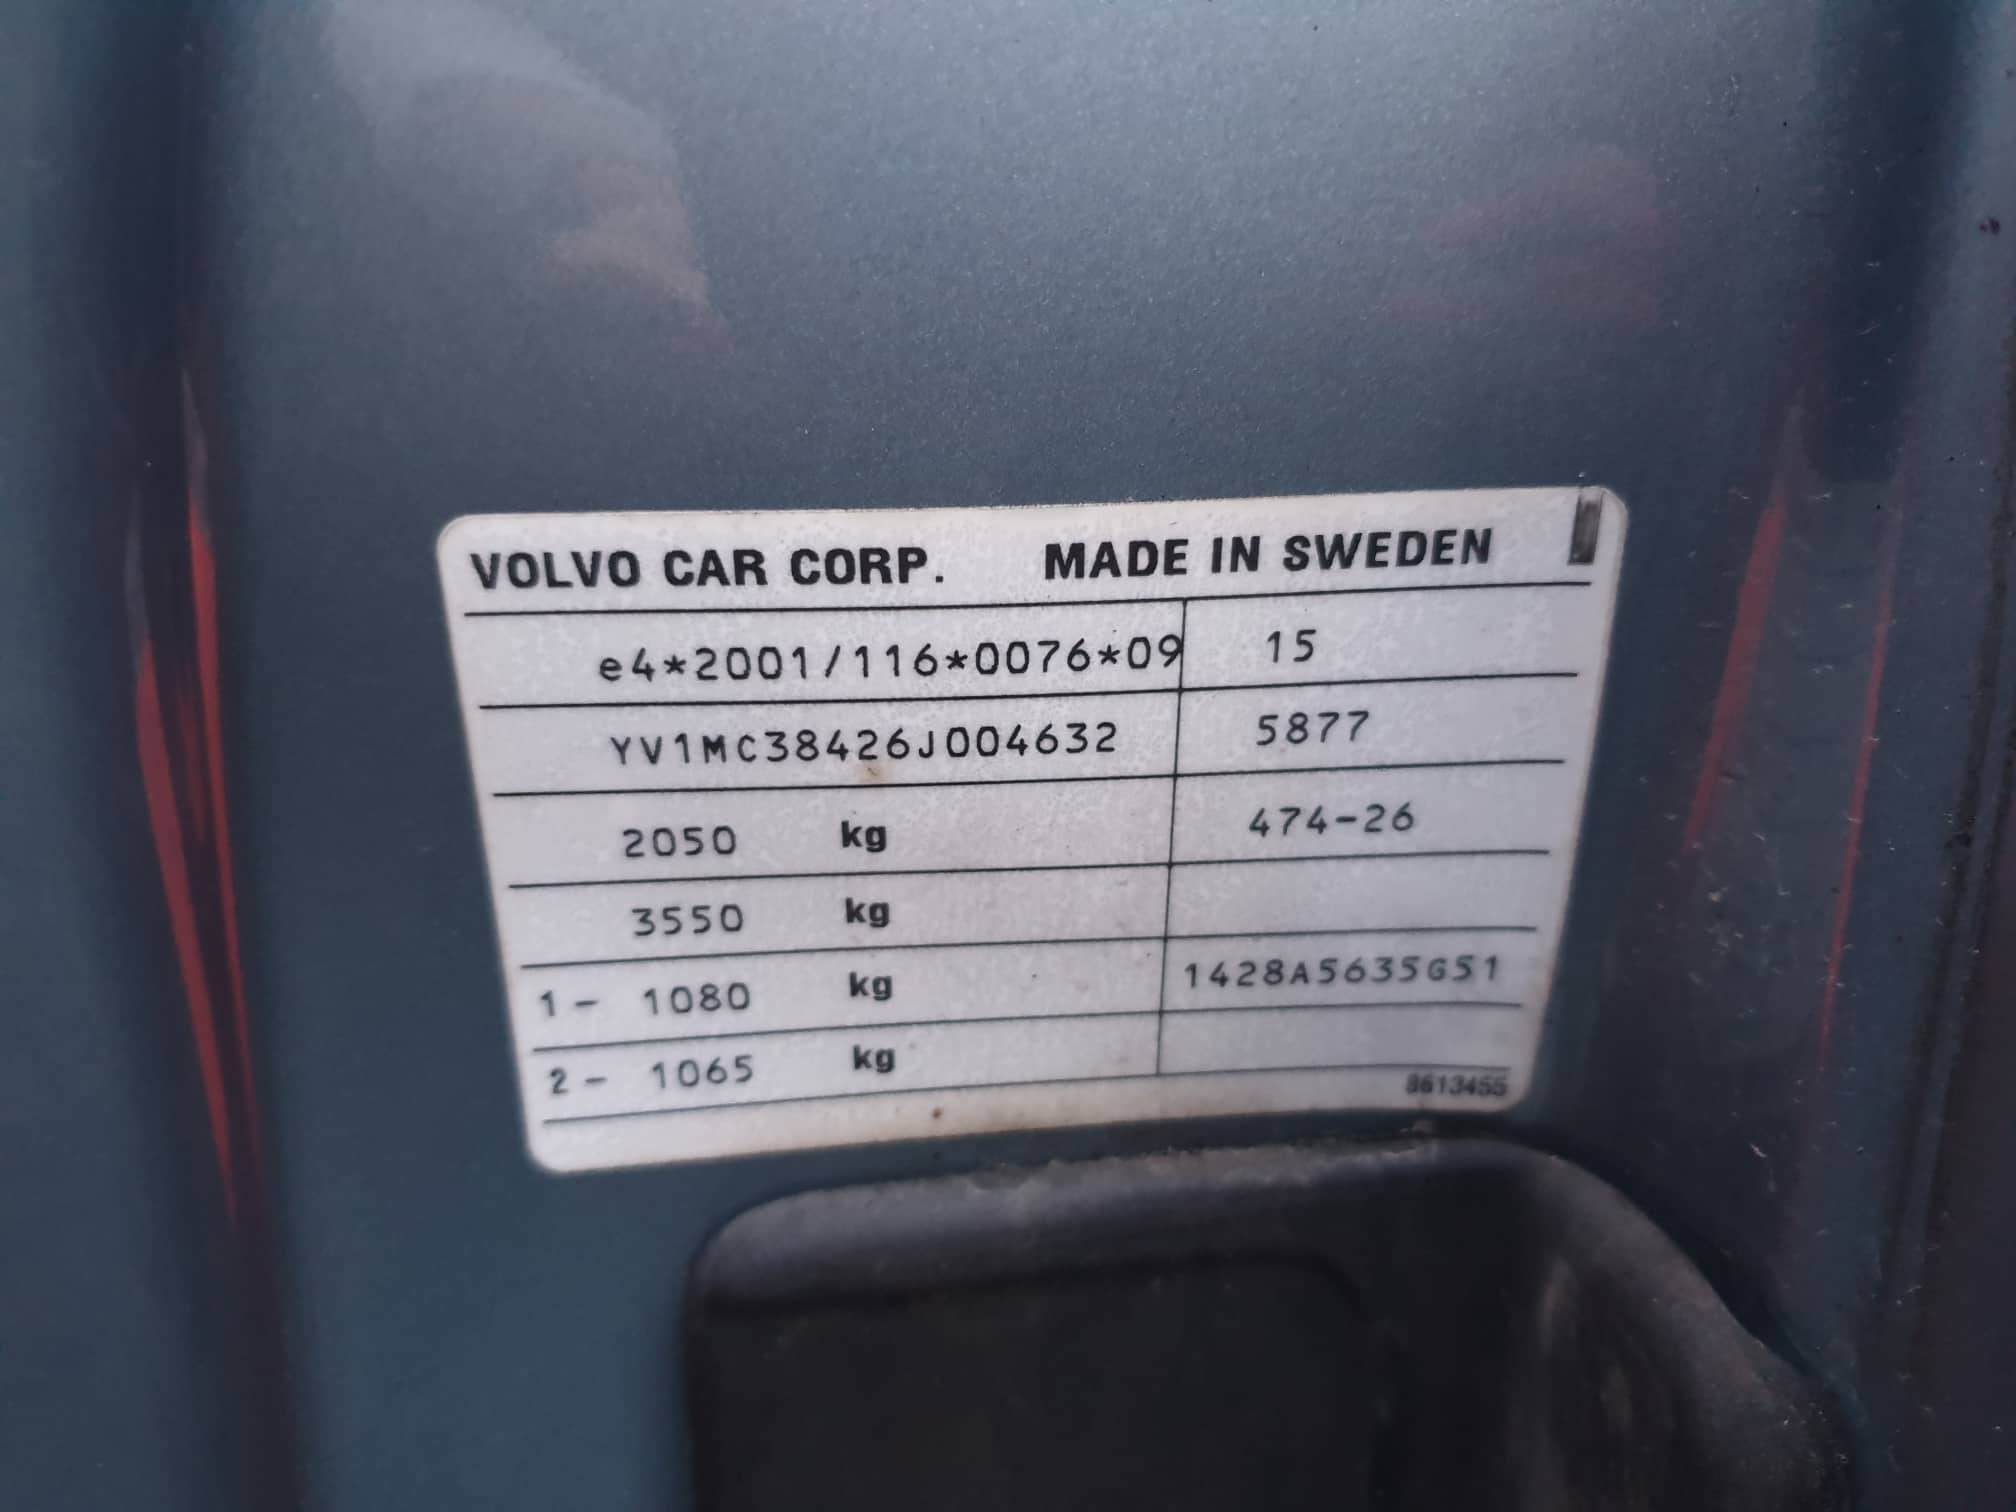 VOLVO CAR CORP. MADE IN SWEDEN
e4*2001/116*0076*09 15
YV1MC38426J004632 5877
2050 kg 474-26
3550 kg
1- 1080 kg 1428A5635G51
2- 1065 kg
8613455